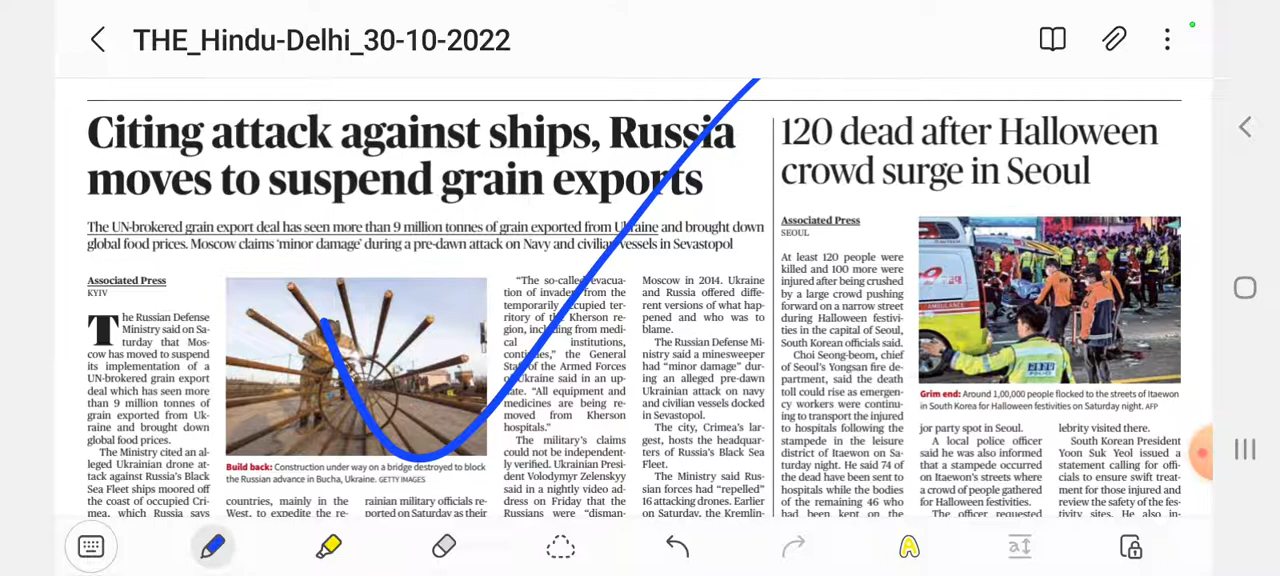 THE_Hindu-Delhi_30-10-2022
Citing attack against ships, Russia
moves to suspend grain exports
The UN-brokered grain export deal has seen more than 9 million tonnes of grain exported from Ukraine and brought down
global food prices. Moscow claims 'minor damage' during a pre-dawn attack on Navy and civilian vessels in Sevastopol
Associated Press
KYIV
The Russian Defense
Ministry said on Sa-
turday that Mos-
cow has moved to suspend
its implementation of a
UN-brokered grain export
deal which has seen more
than 9 million tonnes of
grain exported from Uk-
raine and brought down
global food prices.
The Ministry cited an al-
leged Ukrainian drone at-
tack against Russia's Black
Sea Fleet ships moored off
the coast of occupied Cri-
mea, which Russia says
Build back: Construction under way on a bridge destroyed to block
the Russian advance in Bucha, Ukraine. GETTY IMAGES
countries, mainly in the
West, to expedite the re-
rainian military officials re-
ported on Saturday as their
"The so-called evacua-
tion of invaders from the
temporarily occupied ter-
ritory of the Kherson re-
gion, including from medi-
cal institutions,
continues," the General
Staff of the Armed Forces
of Ukraine said in an up-
date. "All equipment and
medicines are being re-
moved from Kherson
hospitals."
The military's claims
could not be independent-
ly verified. Ukrainian Presi-
dent Volodymyr Zelenskyy
said in a nightly video ad-
dress on Friday that the
Russians were "disman-
Moscow in 2014. Ukraine
and Russia offered diffe-
rent versions of what hap-
pened and who was to
blame.
The Russian Defense Mi-
nistry said a minesweeper
had "minor damage" dur-
ing an alleged pre-dawn
Ukrainian attack on navy
and civilian vessels docked
in Sevastopol.
The city, Crimea's lar-
gest, hosts the headquar-
ters of Russia's Black Sea
Fleet.
The Ministry said Rus-
sian forces had "repelled"
16 attacking drones. Earlier
on Saturday, the Kremlin-
120 dead after Halloween
crowd surge in Seoul
Associated Press
SEOUL
At least 120 people were
killed and 100 more were
injured after being crushed
by a large crowd pushing
forward on a narrow street
during Halloween festivi-
ties in the capital of Seoul,
South Korean officials said.
Choi Seong-beom, chief
of Seoul's Yongsan fire de-
partment, said the death
toll could rise as emergen-
cy workers were continu-
ing to transport the injured
to hospitals following the
stampede in the leisure
district of Itaewon on Sa-
turday night. He said 74 of
the dead have been sent to
hospitals while the bodies
of the remaining 46 who
had been kept on the
AMBULANCE
Grim end: Around 1,00,000 people flocked to the streets of Itaewon
in South Korea for Halloween festivities on Saturday night. AFP
jor party spot in Seoul.
A local police officer
said he was also informed
that a stampede occurred
on Itaewon's streets where
a crowd of people gathered
for Halloween festivities.
The officer requested
lebrity visited there.
South Korean President
Yoon Suk Yeol issued a
statement calling for offi-
cials to ensure swift treat-
ment for those injured and
review the safety of the fes-
tivity sites. He also in-